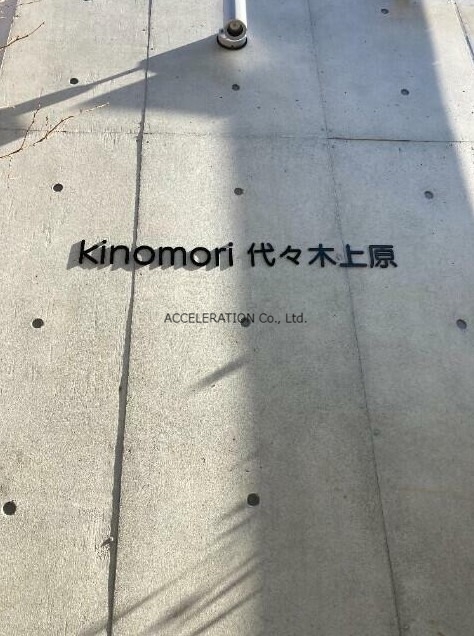 kinomori 代々木上原
ACCELERATION Co., Ltd.